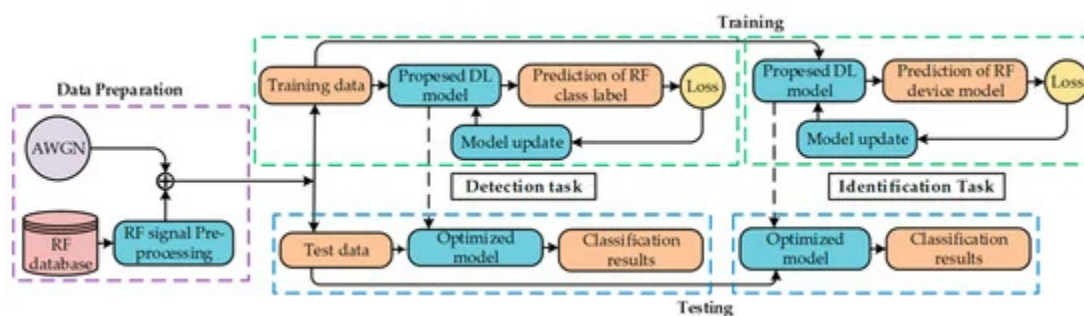 Training
Data Preparation
AWGN
RF
database
RF signal Pre-
processing
Training data
Propesed DL
model
Prediction of RF
class label
Loss
Model update
Detection task
Propesed DL
model
Prediction of RF
device model
Loss
Model update
Identification Task
Test data
Optimized
model
Classification
results
Optimized
model
Classification
results
Testing